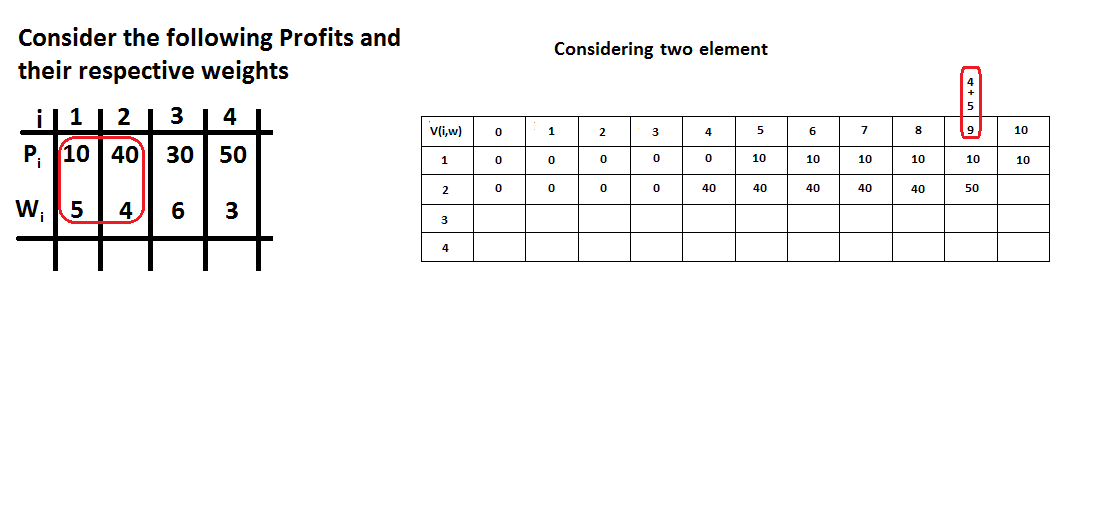 Consider the following Profits and
their respective weights
i 1 2 3 4
Pi 10 40 30 50
Wi 5 4 6 3
Considering two element
4
+
5
V(i,w) 0 1 2 3 4 5 6 7 8 9 10
1 0 0 0 0 0 10 10 10 10 10 10
2 0 0 0 0 40 40 40 40 40 50
3
4